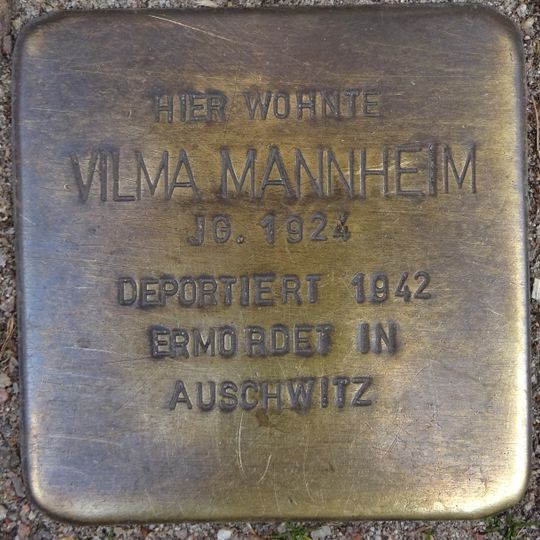 HIER WOHNTE
VILMA MANNHEIM
JG. 1924
DEPORTIERT 1942
ERMORDET IN
AUSCHWITZ